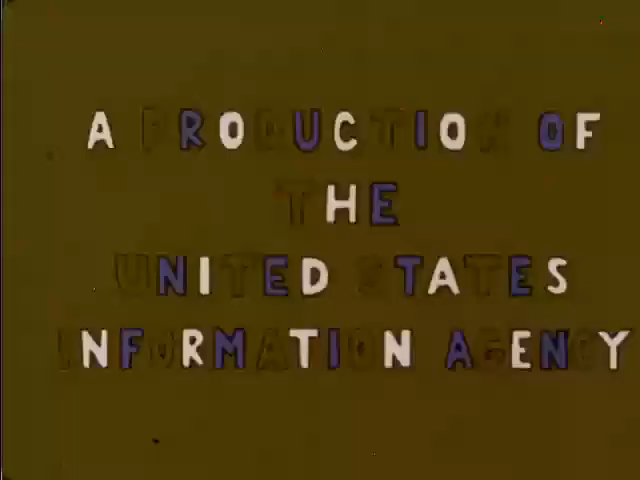 A PRODUCTION OF
THE
UNITED STATES
INFORMATION AGENCY